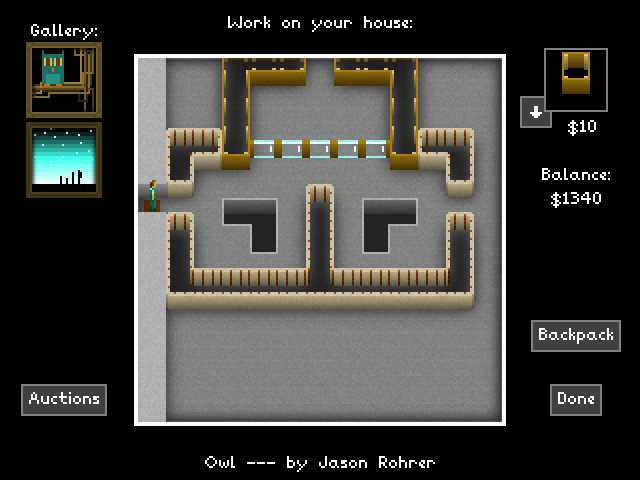 Work on your house:
Gallery:
$10
Balance:
$1340
Backpack
Auctions
Done
Owl --- by Jason Rohrer